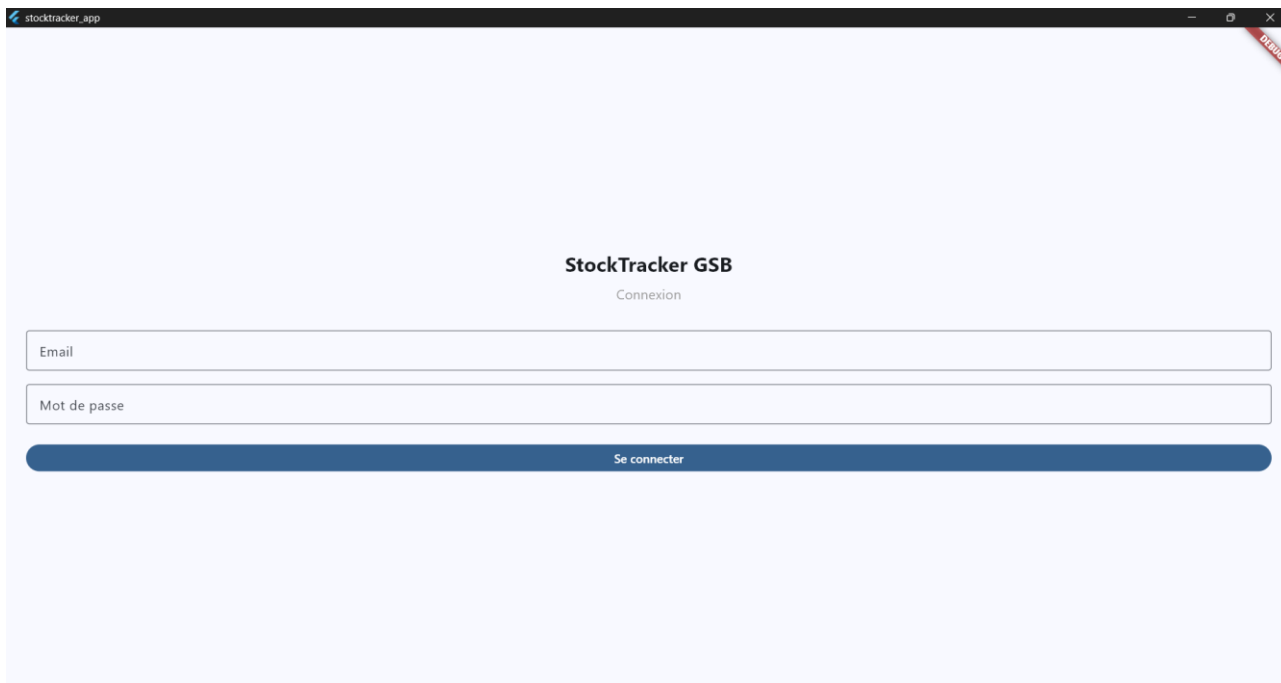 stocktracker_app
DEBUG
StockTracker GSB
Connexion
Email
Mot de passe
Se connecter